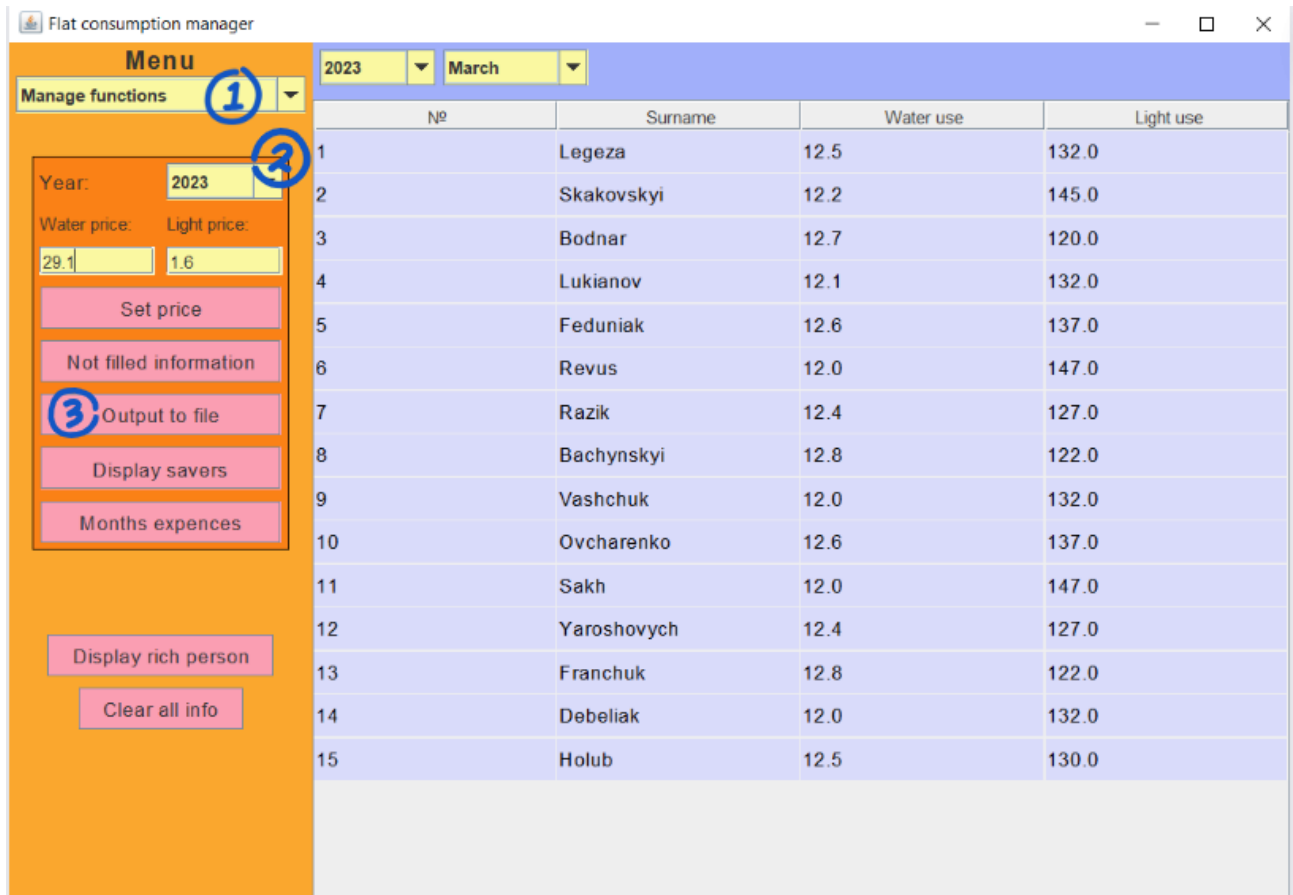 Flat consumption manager
Menu
Manage functions
1
2
Year: 2023
Water price: Light price:
29.1 1.6
Set price
Not filled information
3 Output to file
Display savers
Months expences
Display rich person
Clear all info
2023 March
№ Surname Water use Light use
1 Legeza 12.5 132.0
2 Skakovskyi 12.2 145.0
3 Bodnar 12.7 120.0
4 Lukianov 12.1 132.0
5 Feduniak 12.6 137.0
6 Revus 12.0 147.0
7 Razik 12.4 127.0
8 Bachynskyi 12.8 122.0
9 Vashchuk 12.0 132.0
10 Ovcharenko 12.6 137.0
11 Sakh 12.0 147.0
12 Yaroshovych 12.4 127.0
13 Franchuk 12.8 122.0
14 Debeliak 12.0 132.0
15 Holub 12.5 130.0